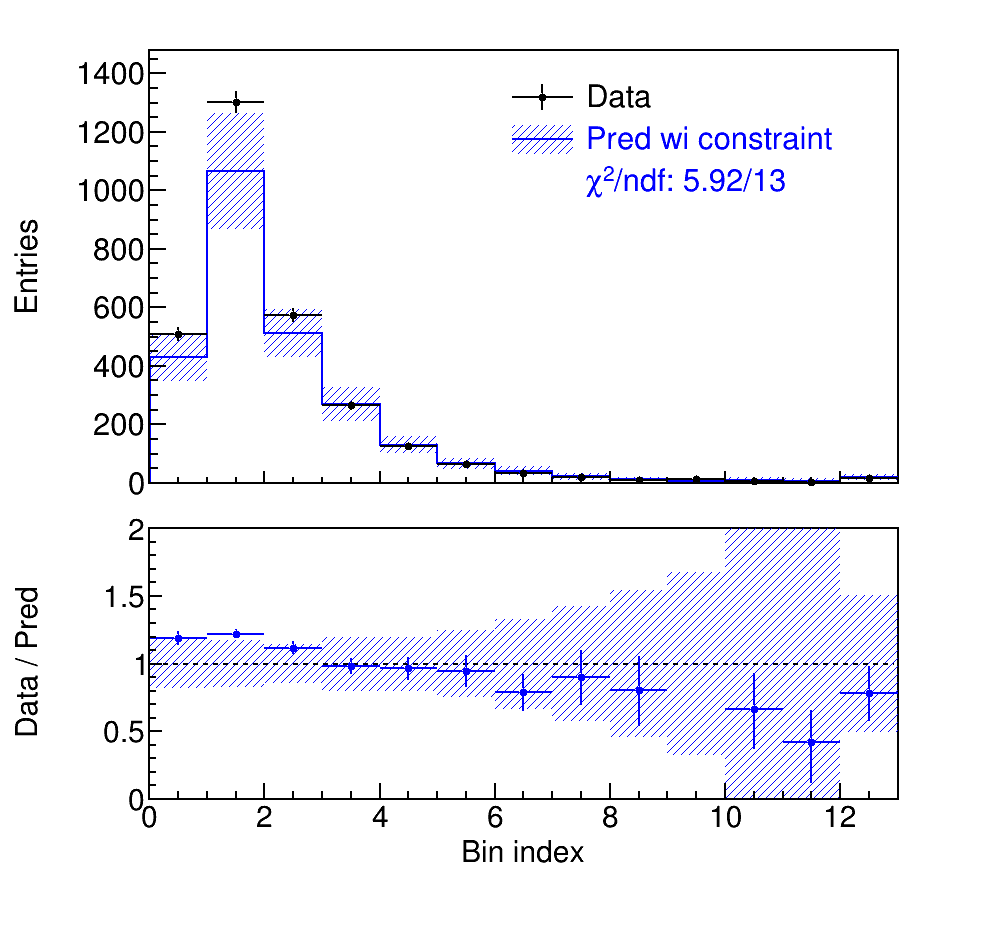 1400
1200
1000
800
600
400
200
0
Entries
Data
Pred wi constraint
χ²/ndf: 5.92/13
2
1.5
1
0.5
0
Data / Pred
0 2 4 6 8 10 12
Bin index